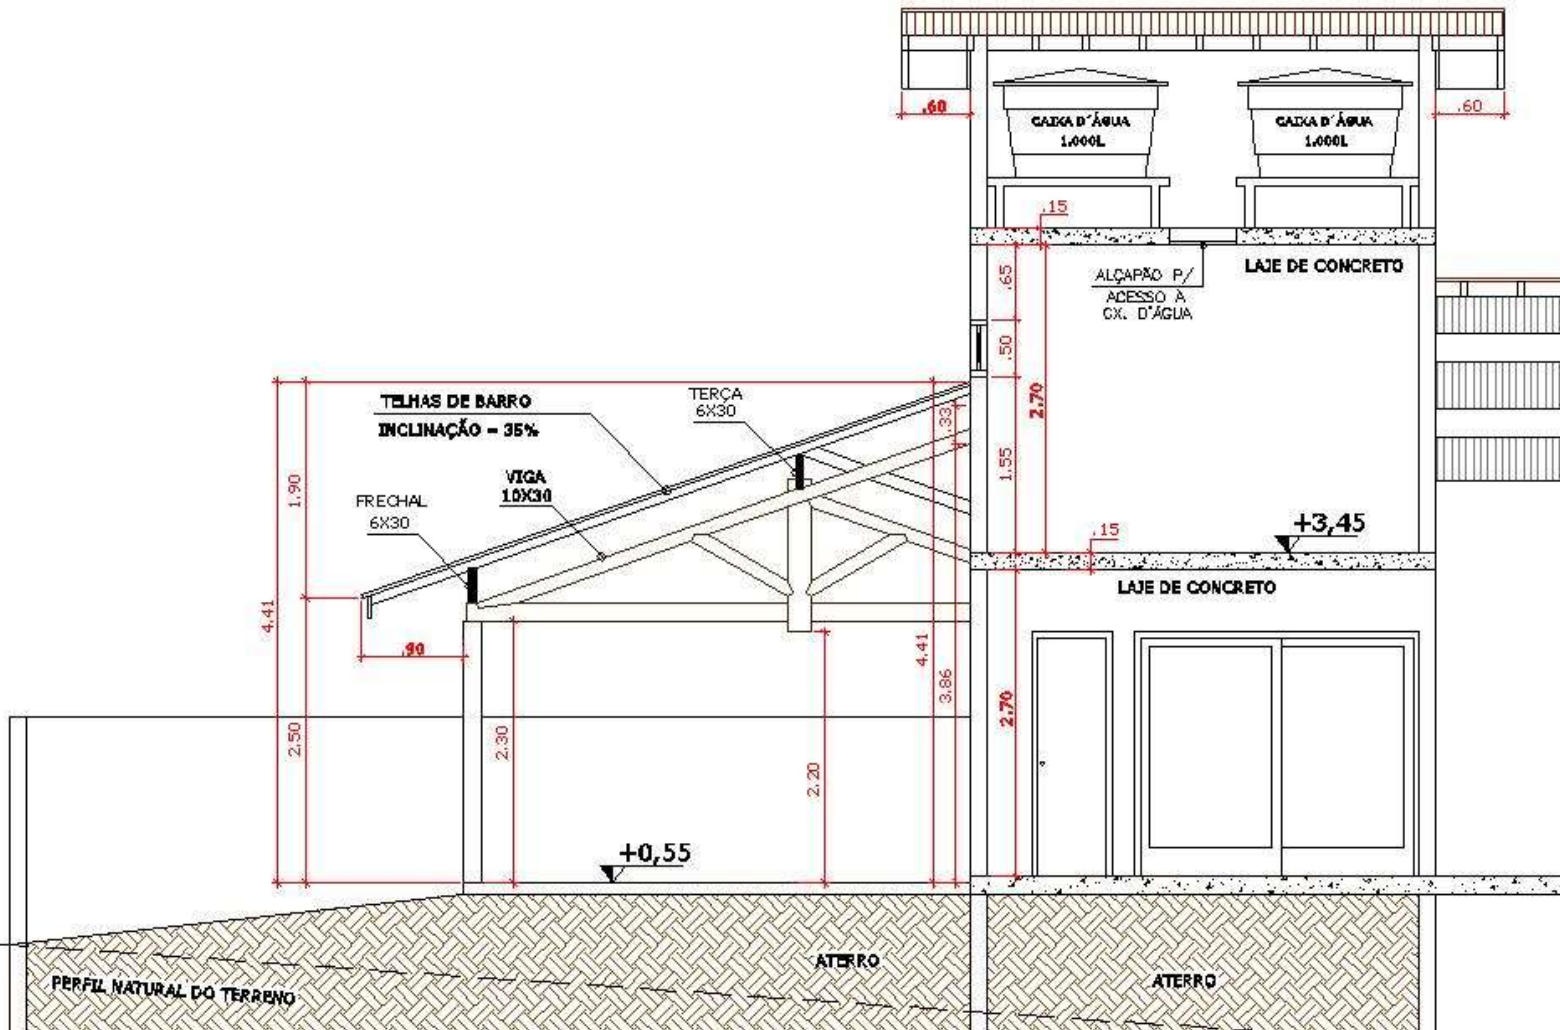 .60
CAIXA D'ÁGUA
1.000L
CAIXA D'ÁGUA
1.000L
.60
.15
ALÇAPÃO P/
ACESSO À
CX. D'ÁGUA
LAJE DE CONCRETO
.65
.50
2.70
1.55
TELHAS DE BARRO
INCLINAÇÃO = 35%
TERÇA
6X30
.33
1.90
FRECHAL
6X30
VIGA
10X30
+3,45
.15
LAJE DE CONCRETO
4.41
.90
4.41
3.86
2.70
2.50
2.30
2.20
+0,55
ATERRO
ATERRO
PERFIL NATURAL DO TERRENO